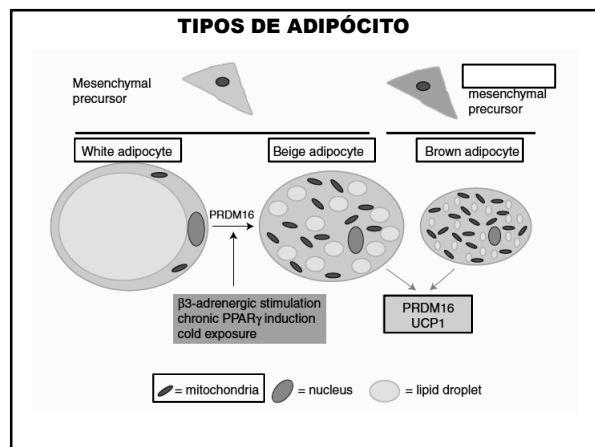 TIPOS DE ADIPÓCITO
Mesenchymal
precursor
mesenchymal
precursor
White adipocyte
Beige adipocyte
Brown adipocyte
PRDM16
β3-adrenergic stimulation
chronic PPARγ induction
cold exposure
PRDM16
UCP1
= mitochondria
= nucleus
= lipid droplet